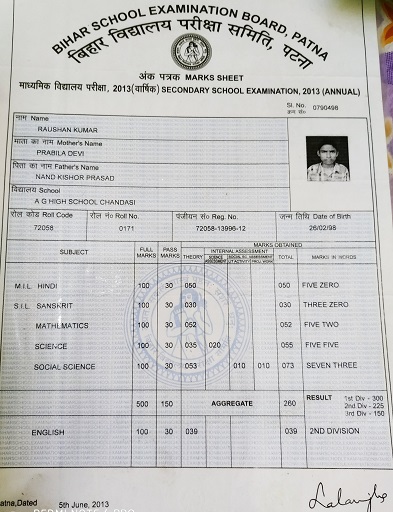 BIHAR SCHOOL EXAMINATION BOARD, PATNA
बिहार विद्यालय परीक्षा समिति, पटना
अंक पत्रक MARKS SHEET
माध्यमिक विद्यालय परीक्षा, 2013(वार्षिक) SECONDARY SCHOOL EXAMINATION, 2013 (ANNUAL)
Sl. No. 0790498
क्रम सं०
नाम Name
RAUSHAN KUMAR
माता का नाम Mother's Name
PRABILA DEVI
पिता का नाम Father's Name
NAND KISHOR PRASAD
विद्यालय School
A G HIGH SCHOOL CHANDASI
रोल कोड Roll Code रोल नं० Roll No. पंजीयन सं० Reg. No. जन्म तिथि Date of Birth
72058 0171 72058-13996-12 26/02/98
MARKS OBTAINED
SUBJECT FULL MARKS PASS MARKS THEORY INTERNAL ASSESSMENT TOTAL MARKS IN WORDS
M.I.L. HINDI 100 30 050 050 FIVE ZERO
S.I.L. SANSKRIT 100 30 030 030 THREE ZERO
MATHLMATICS 100 30 052 052 FIVE TWO
SCIENCE 100 30 035 020 055 FIVE FIVE
SOCIAL SCIENCE 100 30 053 010 010 073 SEVEN THREE
500 150 AGGREGATE 260 RESULT 1st Div - 300
2nd Div - 225
3rd Div - 150
ENGLISH 100 30 039 039 2ND DIVISION
atna,Dated 5th June, 2013